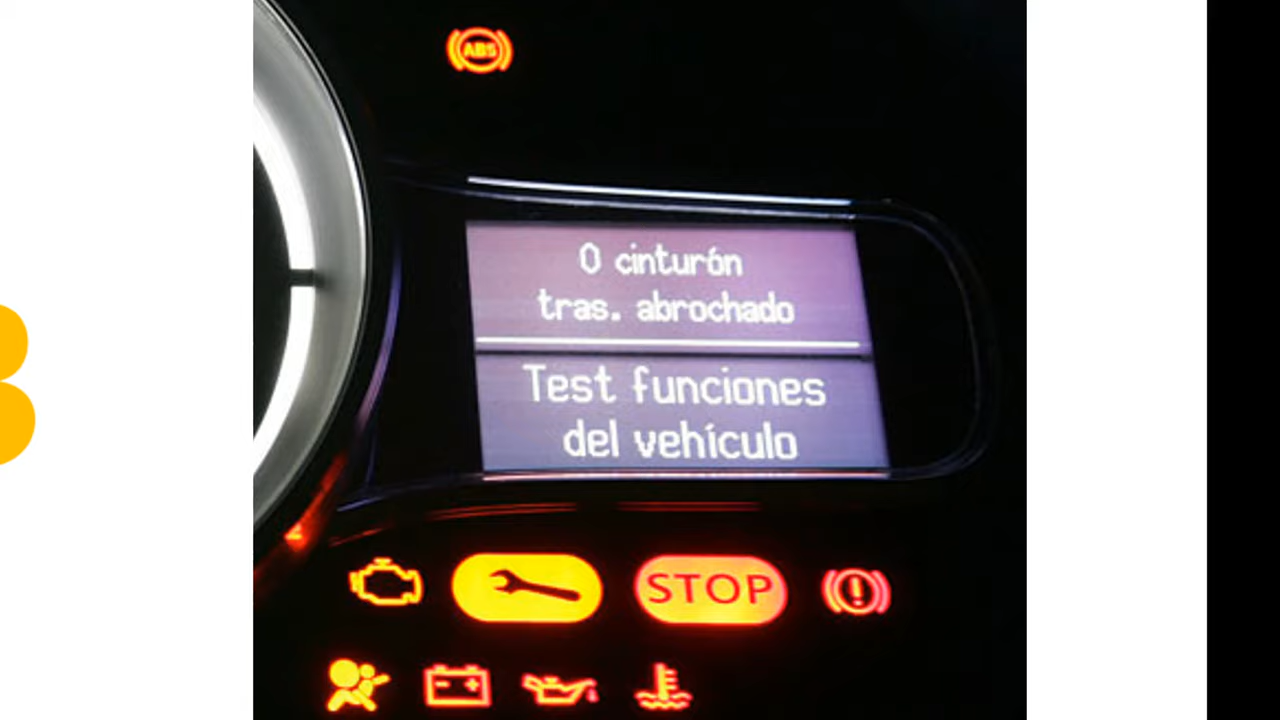 ABS
0 cinturón
tras. abrochado
Test funciones
del vehículo
STOP